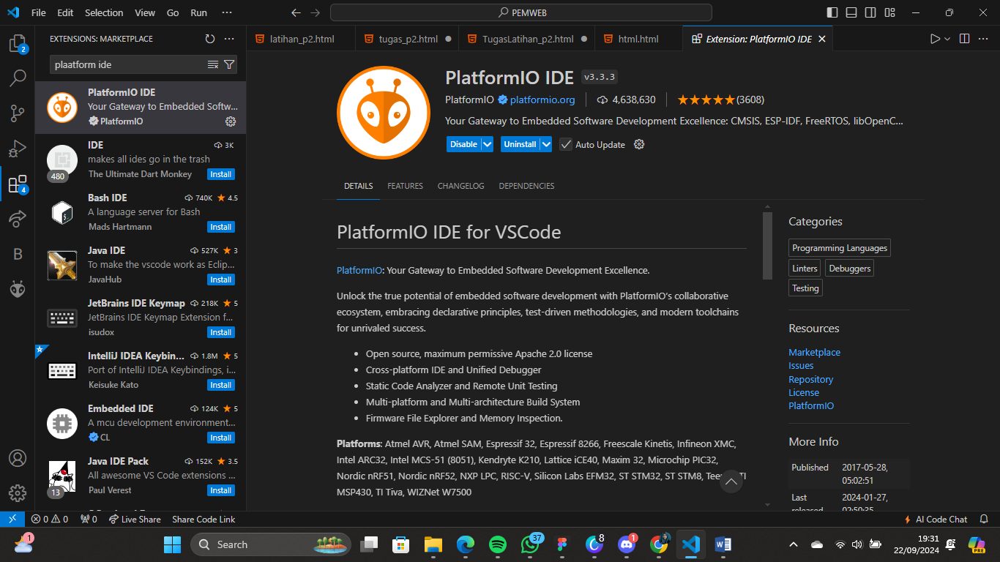 File Edit Selection View Go Run ··· PEMWEB
EXTENSIONS: MARKETPLACE
latihan_p2.html tugas_p2.html TugasLatihan_p2.html html.html Extension: PlatformIO IDE
plaatform ide
PlatformIO IDE
Your Gateway to Embedded Softw...
PlatformIO
IDE 3K
makes all ides go in the trash
The Ultimate Dart Monkey Install
480
Bash IDE 740K 4.5
A language server for Bash
Mads Hartmann Install
Java IDE 527K 3
To make the vscode work as Eclip...
JavaHub Install
JetBrains IDE Keymap 218K 5
JetBrains IDE Keymap Extension f...
isudox Install
IntelliJ IDEA Keybin... 1.8M 5
Port of IntelliJ IDEA Keybindings, i...
Keisuke Kato Install
Embedded IDE 124K 5
A mcu development environment...
CL Install
Java IDE Pack 152K 3.5
All awesome VS Code extensions ...
Paul Verest Install
13
2
4
B
PlatformIO IDE v3.3.3
PlatformIO platformio.org 4,638,630 (3608)
Your Gateway to Embedded Software Development Excellence: CMSIS, ESP-IDF, FreeRTOS, libOpenC...
Disable Uninstall Auto Update
DETAILS FEATURES CHANGELOG DEPENDENCIES
PlatformIO IDE for VSCode
PlatformIO: Your Gateway to Embedded Software Development Excellence.
Unlock the true potential of embedded software development with PlatformIO's collaborative
ecosystem, embracing declarative principles, test-driven methodologies, and modern toolchains
for unrivaled success.
• Open source, maximum permissive Apache 2.0 license
• Cross-platform IDE and Unified Debugger
• Static Code Analyzer and Remote Unit Testing
• Multi-platform and Multi-architecture Build System
• Firmware File Explorer and Memory Inspection.
Platforms: Atmel AVR, Atmel SAM, Espressif 32, Espressif 8266, Freescale Kinetis, Infineon XMC,
Intel ARC32, Intel MCS-51 (8051), Kendryte K210, Lattice iCE40, Maxim 32, Microchip PIC32,
Nordic nRF51, Nordic nRF52, NXP LPC, RISC-V, Silicon Labs EFM32, ST STM32, ST STM8, TI
MSP430, TI Tiva, WIZNet W7500
Categories
Programming Languages
Linters Debuggers
Testing
Resources
Marketplace
Issues
Repository
License
PlatformIO
More Info
Published 2017-05-28,
05:02:51
Last 2024-01-27,
released 02:50:35
0 0 0 Live Share Share Code Link AI Code Chat
1 Search 37 8 1 19:31
22/09/2024 PRE